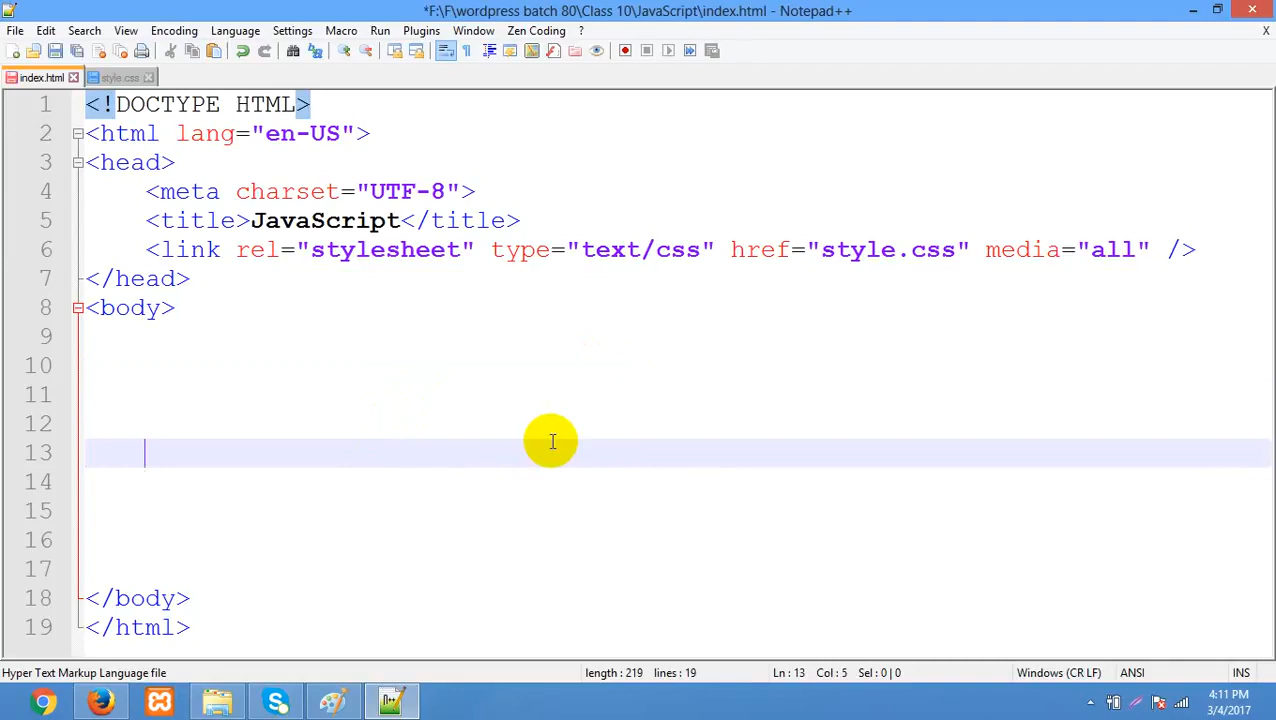 *F:\F\wordpress batch 80\Class 10\JavaScript\index.html - Notepad++
File Edit Search View Encoding Language Settings Macro Run Plugins Window Zen Coding ? X
index.html style.css
1 <!DOCTYPE HTML>
2 <html lang="en-US">
3 <head>
4 <meta charset="UTF-8">
5 <title>JavaScript</title>
6 <link rel="stylesheet" type="text/css" href="style.css" media="all" />
7 </head>
8 <body>
9
10
11
12
13
14
15
16
17
18 </body>
19 </html>
Hyper Text Markup Language file length : 219 lines : 19 Ln : 13 Col : 5 Sel : 0 | 0 Windows (CR LF) ANSI INS
4:11 PM
3/4/2017